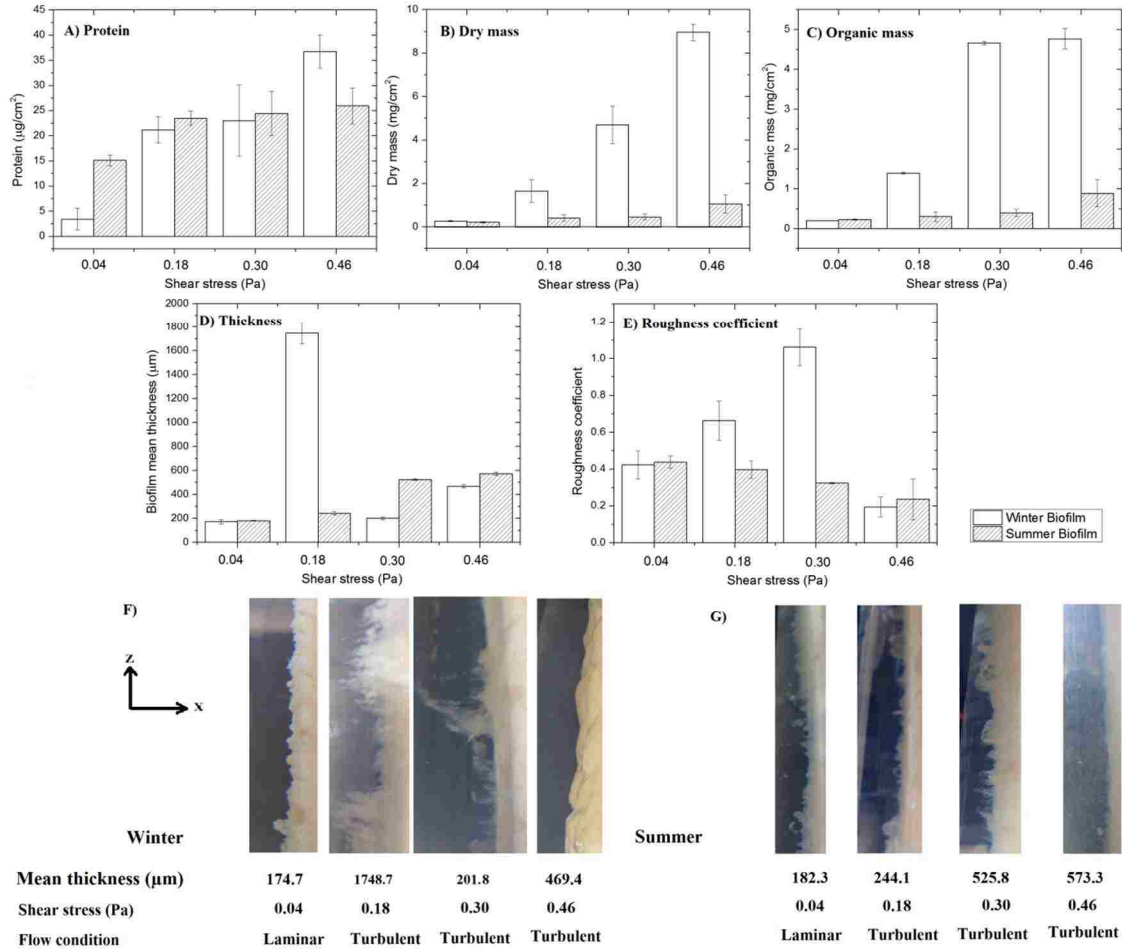 A) Protein
Protein (µg/cm²)
45
40
35
30
25
20
15
10
5
0
0.04 0.18 0.30 0.46
Shear stress (Pa)
B) Dry mass
Dry mass (mg/cm²)
10
8
6
4
2
0
0.04 0.18 0.30 0.46
Shear stress (Pa)
C) Organic mass
Organic mss (mg/cm²)
5
4
3
2
1
0
0.04 0.18 0.30 0.46
Shear stress (Pa)
D) Thickness
Biofilm mean thickness (µm)
2000
1800
1600
1400
1200
1000
800
600
400
200
0
0.04 0.18 0.30 0.46
Shear stress (Pa)
E) Roughness coefficient
Roughness coefficient
1.2
1.0
0.8
0.6
0.4
0.2
0.0
0.04 0.18 0.30 0.46
Shear stress (Pa)
Winter Biofilm
Summer Biofilm
F)
Z
X
G)
Winter
Summer
Mean thickness (µm) 174.7 1748.7 201.8 469.4 182.3 244.1 525.8 573.3
Shear stress (Pa) 0.04 0.18 0.30 0.46 0.04 0.18 0.30 0.46
Flow condition Laminar Turbulent Turbulent Turbulent Laminar Turbulent Turbulent Turbulent